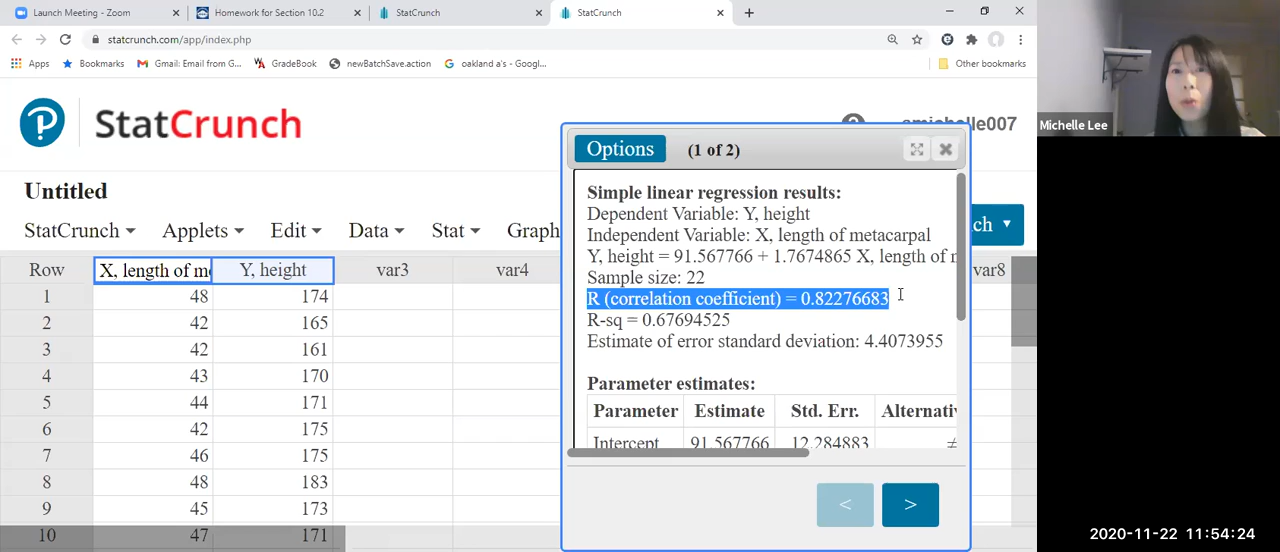 Launch Meeting - Zoom
Homework for Section 10.2
StatCrunch
StatCrunch
statcrunch.com/app/index.php
Apps
Bookmarks
Gmail: Email from G...
GradeBook
newBatchSave.action
oakland a's - Googl...
Other bookmarks
P
StatCrunch
Michelle Lee
Untitled
StatCrunch
Applets
Edit
Data
Stat
Graph
Options
(1 of 2)
Simple linear regression results:
Dependent Variable: Y, height
Independent Variable: X, length of metacarpal
Y, height = 91.567766 + 1.7674865 X, length of
Sample size: 22
R (correlation coefficient) = 0.82276683
R-sq = 0.67694525
Estimate of error standard deviation: 4.4073955
Parameter estimates:
Parameter Estimate Std. Err.
Intercept 91.567766 12.284883 ≠
< >
Row X, length of Y, height var3 var4 var8
1 48 174
2 42 165
3 42 161
4 43 170
5 44 171
6 42 175
7 46 175
8 48 183
9 45 173
10 47 171
2020-11-22 11:54:24